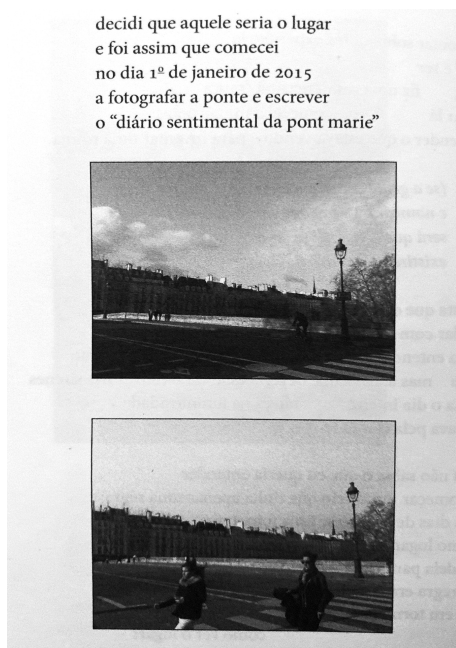 decidi que aquele seria o lugar
e foi assim que comecei
no dia 1º de janeiro de 2015
a fotografar a ponte e escrever
o “diário sentimental da pont marie”